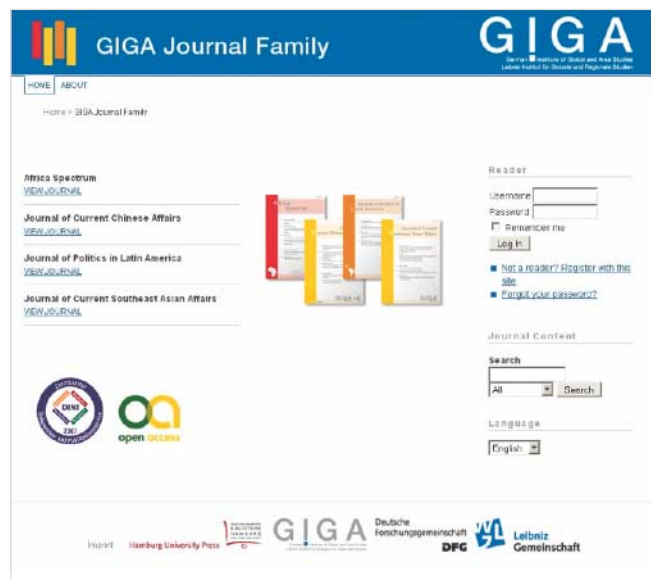 GIGA Journal Family
GIGA
German Institute of Global and Area Studies
Leibniz-Institut für Globale und Regionale Studien
HOME ABOUT
Home > GIGA Journal Family
Africa Spectrum
VIEW JOURNAL
Journal of Current Chinese Affairs
VIEW JOURNAL
Journal of Politics in Latin America
VIEW JOURNAL
Journal of Current Southeast Asian Affairs
VIEW JOURNAL
DINI
open access
Reader
Username
Password
Remember me
Log in
Not a reader? Register with this
site
Forgot your password?
Journal Content
Search
All Search
Language
English
Imprint
Hamburg University Press
GIGA
Deutsche
Forschungsgemeinschaft
DFG
Leibniz
Gemeinschaft